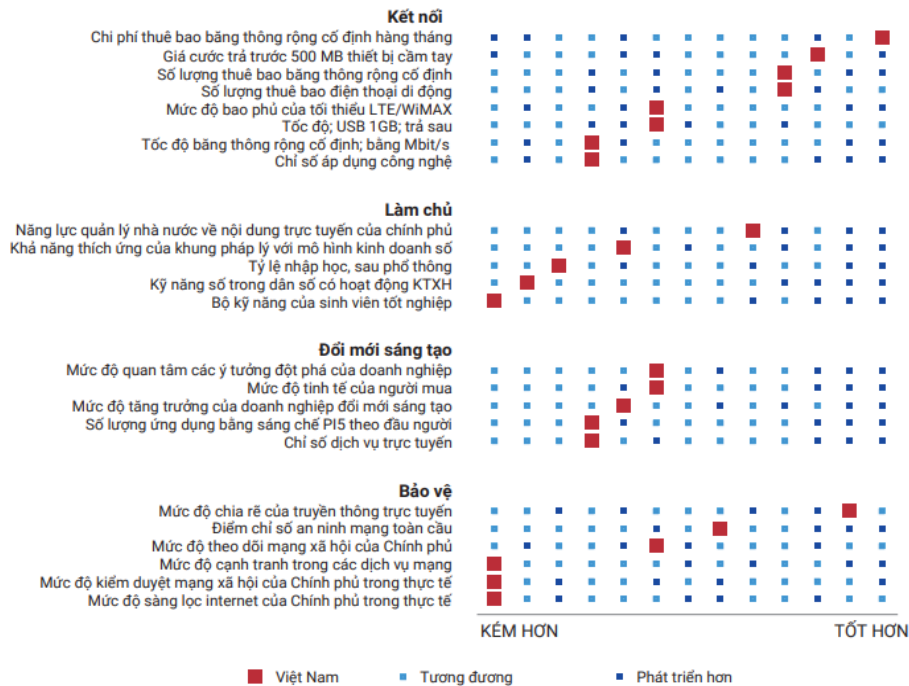 Kết nối
Chi phí thuê bao băng thông rộng cố định hàng tháng
Giá cước trả trước 500 MB thiết bị cầm tay
Số lượng thuê bao băng thông rộng cố định
Số lượng thuê bao điện thoại di động
Mức độ bao phủ của tối thiểu LTE/WiMAX
Tốc độ; USB 1GB; trả sau
Tốc độ băng thông rộng cố định; bằng Mbit/s
Chỉ số áp dụng công nghệ
Làm chủ
Năng lực quản lý nhà nước về nội dung trực tuyến của chính phủ
Khả năng thích ứng của khung pháp lý với mô hình kinh doanh số
Tỷ lệ nhập học, sau phổ thông
Kỹ năng số trong dân số có hoạt động KTXH
Bộ kỹ năng của sinh viên tốt nghiệp
Đổi mới sáng tạo
Mức độ quan tâm các ý tưởng đột phá của doanh nghiệp
Mức độ tinh tế của người mua
Mức độ tăng trưởng của doanh nghiệp đổi mới sáng tạo
Số lượng ứng dụng bằng sáng chế PI5 theo đầu người
Chỉ số dịch vụ trực tuyến
Bảo vệ
Mức độ chia rẽ của truyền thông trực tuyến
Điểm chỉ số an ninh mạng toàn cầu
Mức độ theo dõi mạng xã hội của Chính phủ
Mức độ cạnh tranh trong các dịch vụ mạng
Mức độ kiểm duyệt mạng xã hội của Chính phủ trong thực tế
Mức độ sàng lọc internet của Chính phủ trong thực tế
KÉM HƠN TỐT HƠN
Việt Nam Tương đương Phát triển hơn